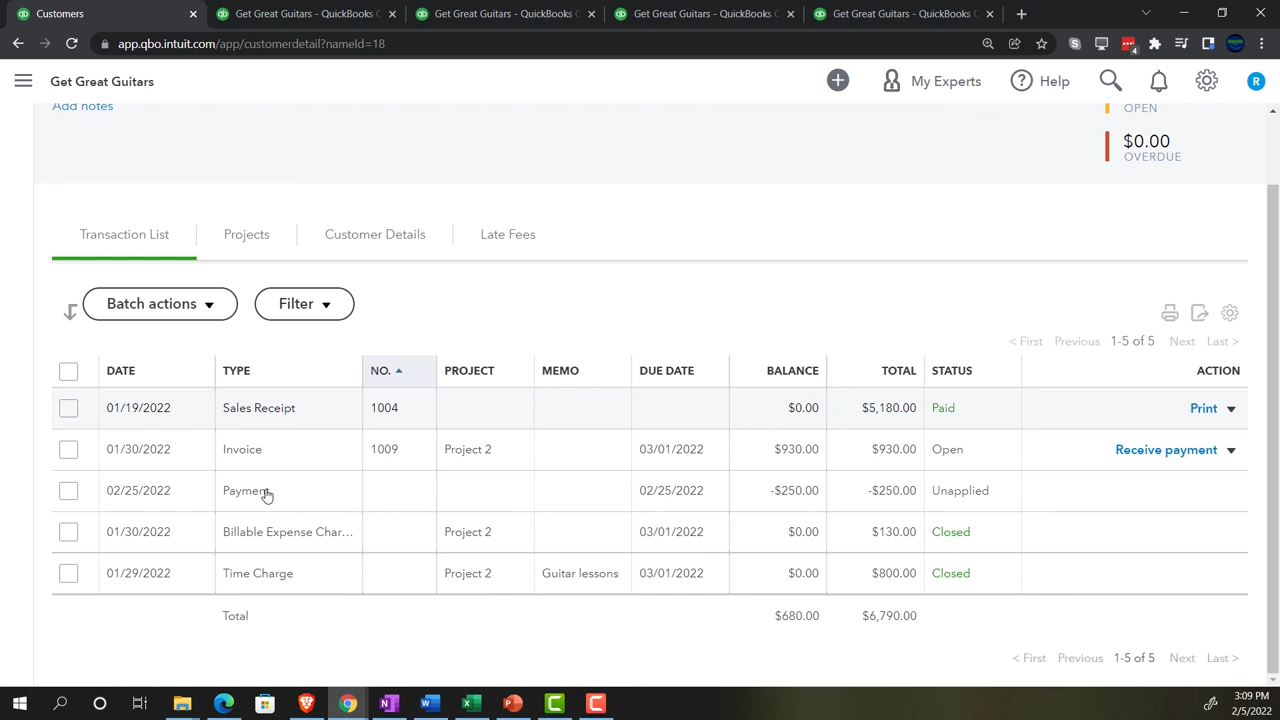 Customers
Get Great Guitars - QuickBooks C
Get Great Guitars - QuickBooks C
Get Great Guitars - QuickBooks C
Get Great Guitars - QuickBooks C
app.qbo.intuit.com/app/customerdetail?nameId=18
4
Get Great Guitars
My Experts
Help
R
Add notes
OPEN
$0.00
OVERDUE
Transaction List
Projects
Customer Details
Late Fees
Batch actions
Filter
< First Previous 1-5 of 5 Next Last >
DATE TYPE NO. PROJECT MEMO DUE DATE BALANCE TOTAL STATUS ACTION
01/19/2022 Sales Receipt 1004 $0.00 $5,180.00 Paid Print
01/30/2022 Invoice 1009 Project 2 03/01/2022 $930.00 $930.00 Open Receive payment
02/25/2022 Payment 02/25/2022 -$250.00 -$250.00 Unapplied
01/30/2022 Billable Expense Char... Project 2 03/01/2022 $0.00 $130.00 Closed
01/29/2022 Time Charge Project 2 Guitar lessons 03/01/2022 $0.00 $800.00 Closed
Total $680.00 $6,790.00
< First Previous 1-5 of 5 Next Last >
3:09 PM
2/5/2022